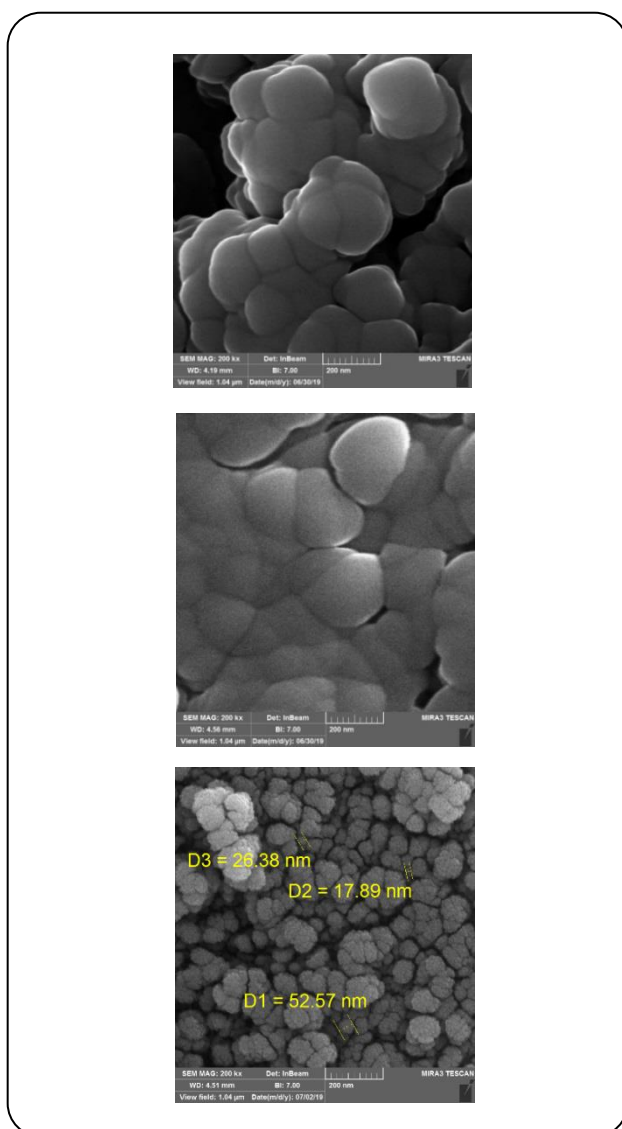 SEM MAG: 200 kx Det: InBeam MIRA3 TESCAN
WD: 4.19 mm BI: 7.00 200 nm
View field: 1.04 µm Date(m/d/y): 06/30/19
SEM MAG: 200 kx Det: InBeam MIRA3 TESCAN
WD: 4.56 mm BI: 7.00 200 nm
View field: 1.04 µm Date(m/d/y): 06/30/19
D3 = 26.38 nm
D2 = 17.89 nm
D1 = 52.57 nm
SEM MAG: 200 kx Det: InBeam MIRA3 TESCAN
WD: 4.51 mm BI: 7.00 200 nm
View field: 1.04 µm Date(m/d/y): 07/02/19